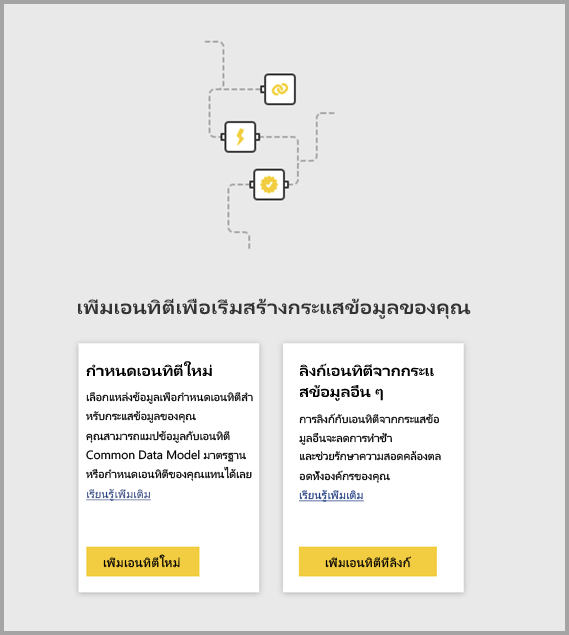 เพิ่มเอนทิตีเพื่อเริ่มสร้างกระแสข้อมูลของคุณ
กำหนดเอนทิตีใหม่
เลือกแหล่งข้อมูลเพื่อกำหนดเอนทิตีสำ
หรับกระแสข้อมูลของคุณ
คุณสามารถแมปข้อมูลกับเอนทิตี
Common Data Model มาตรฐาน
หรือกำหนดเอนทิตีของคุณแทนได้เลย
เรียนรู้เพิ่มเติม
เพิ่มเอนทิตีใหม่
ลิงก์เอนทิตีจากกระแ
สข้อมูลอื่น ๆ
การลิงก์กับเอนทิตีจากกระแสข้อ
มูลอื่นจะลดการทำซ้ำ
และช่วยรักษาความสอดคล้องตล
อดทั้งองค์กรของคุณ
เรียนรู้เพิ่มเติม
เพิ่มเอนทิตีที่ลิงก์